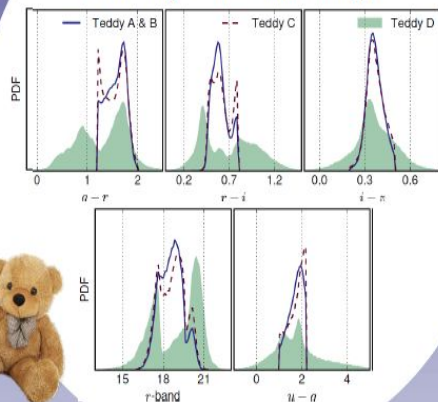 Teddy A & B Teddy C Teddy D
PDF
0 1 2 0.2 0.7 1.2 0.0 0.3 0.6
g − r r − i i − z
PDF
15 18 21 0 2 4
r-band u − g